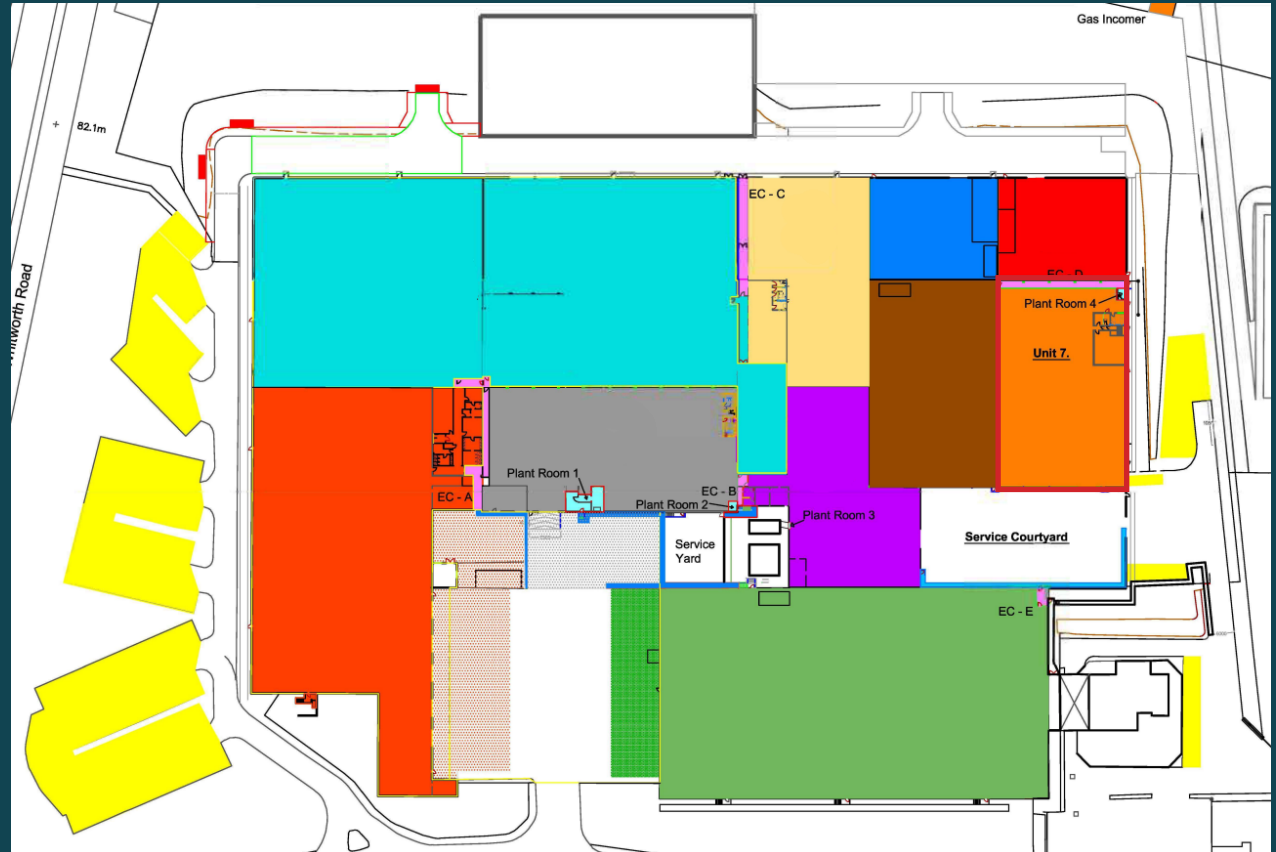 Gas Incomer
82.1m
EC - C
EC - D
Plant Room 4
Unit 7.
Whitworth Road
Plant Room 1
EC - A
EC - B
Plant Room 2
Plant Room 3
Service
Yard
Service Courtyard
EC - E